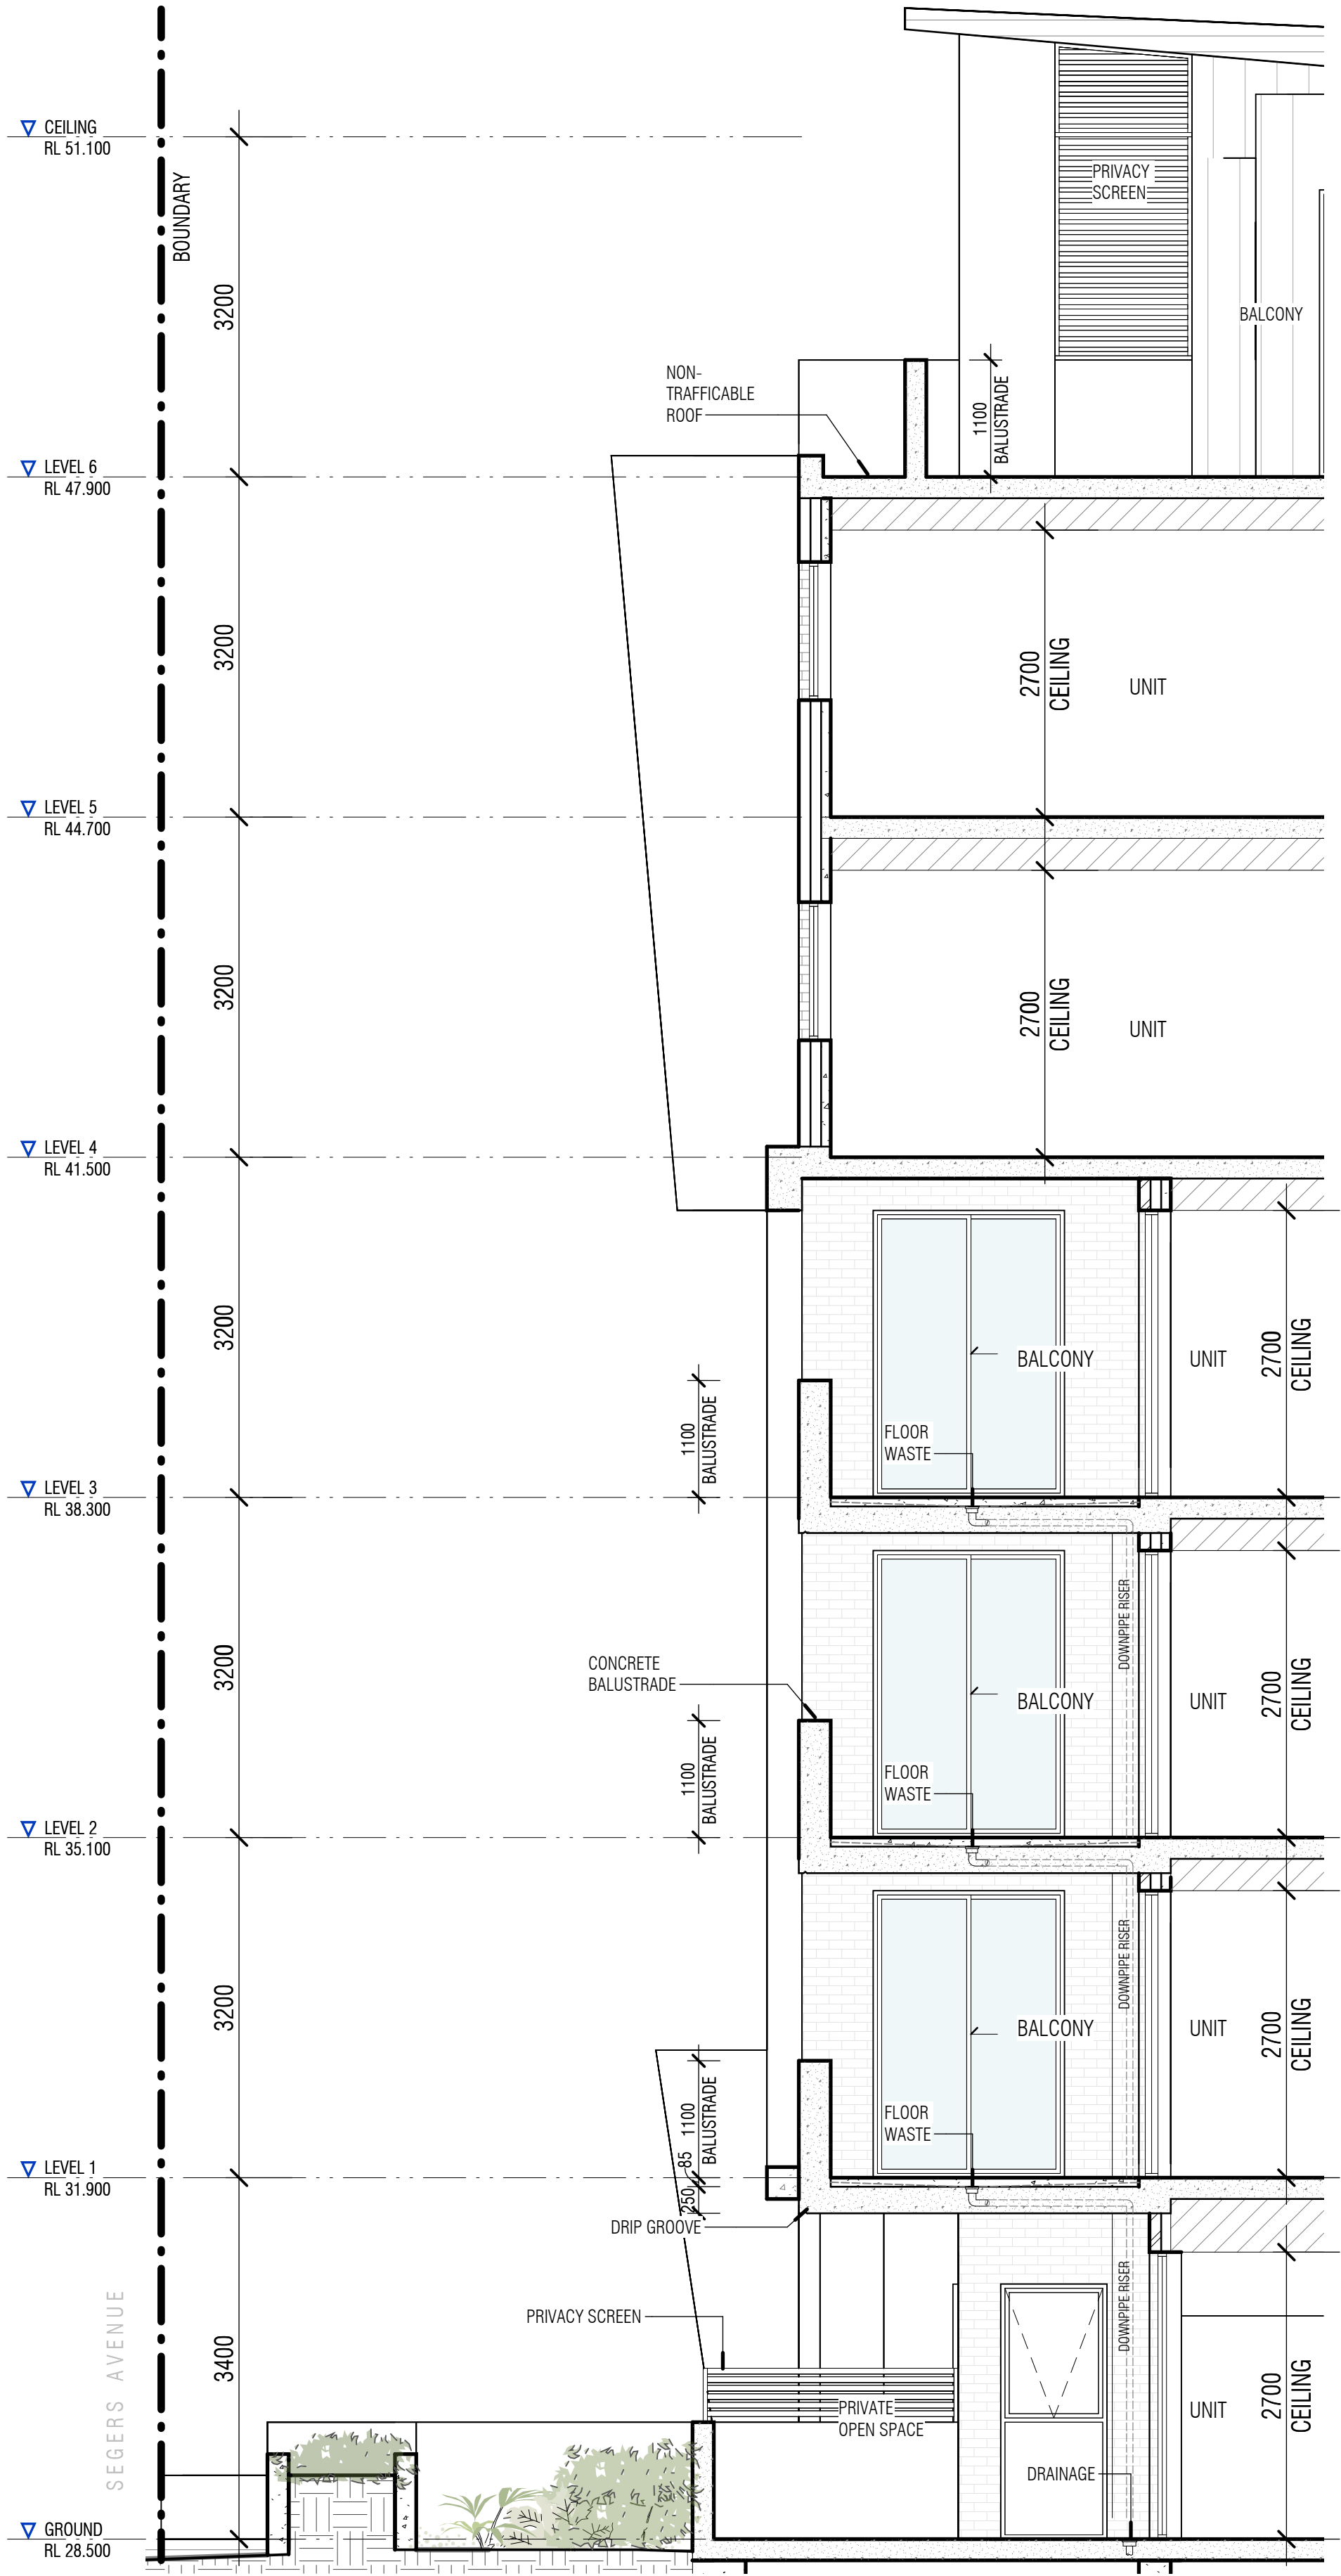 CEILING
RL 51.100
BOUNDARY
PRIVACY
SCREEN
3200
BALCONY
NON-
TRAFFICABLE
ROOF
1100
BALUSTRADE
LEVEL 6
RL 47.900
3200
2700
CEILING
UNIT
LEVEL 5
RL 44.700
3200
2700
CEILING
UNIT
LEVEL 4
RL 41.500
3200
BALCONY
UNIT
2700
CEILING
1100
BALUSTRADE
FLOOR
WASTE
LEVEL 3
RL 38.300
DOWNPIPE RISER
3200
CONCRETE
BALUSTRADE
BALCONY
UNIT
2700
CEILING
1100
BALUSTRADE
FLOOR
WASTE
LEVEL 2
RL 35.100
DOWNPIPE RISER
3200
BALCONY
UNIT
2700
CEILING
1100
BALUSTRADE
FLOOR
WASTE
85
LEVEL 1
RL 31.900
250
DRIP GROOVE
DOWNPIPE RISER
SEGERS AVENUE
3400
PRIVACY SCREEN
PRIVATE
OPEN SPACE
UNIT
2700
CEILING
DRAINAGE
GROUND
RL 28.500